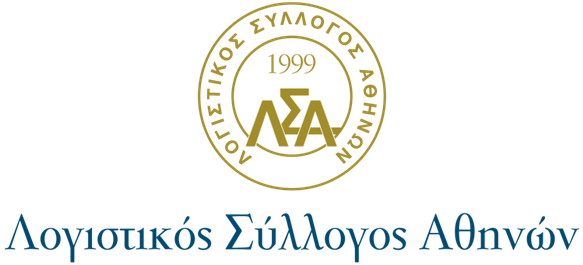 ΛΟΓΙΣΤΙΚΟΣ ΣΥΛΛΟΓΟΣ ΑΘΗΝΩΝ
1999
ΛΣΑ
Λογιστικός Σύλλογος Αθηνών